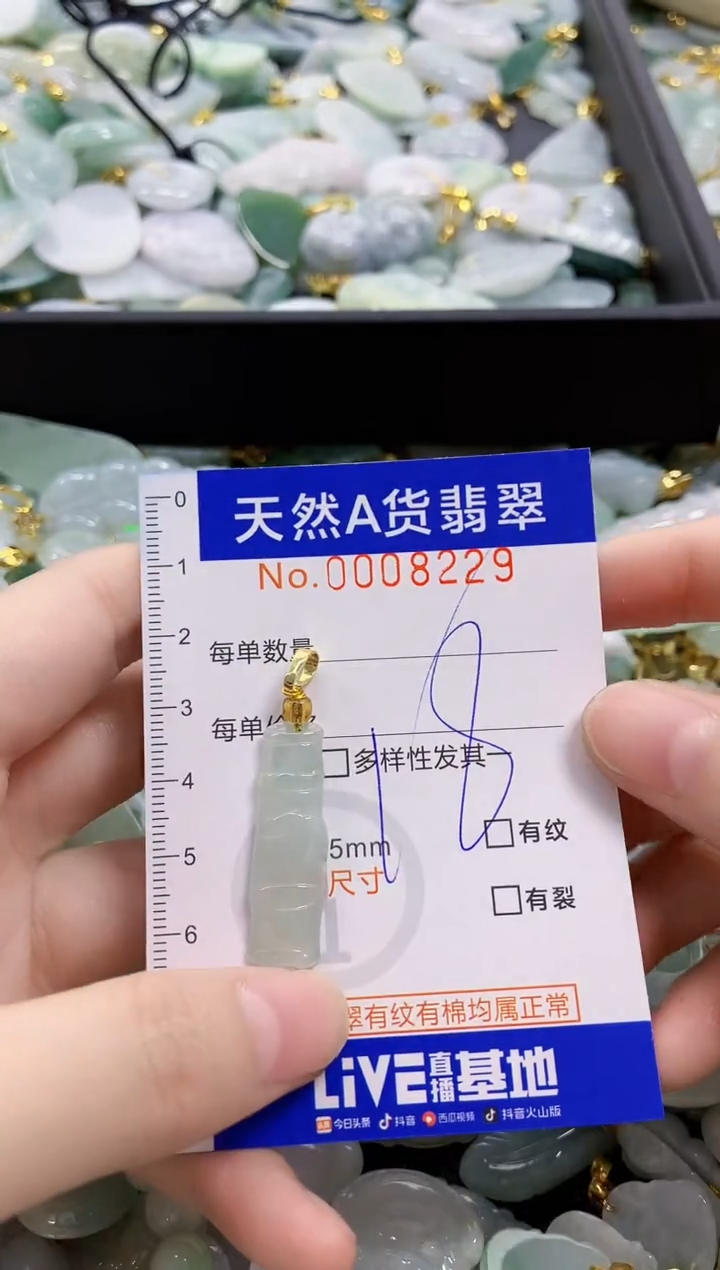 0
天然A货翡翠
1
No.0008229
2
每单数量
3
每单价
18
4
多样性发其一
5
5mm
有纹
尺寸
有裂
6
翠有纹有棉均属正常
LiVE直播基地
今日头条 抖音 西瓜视频 抖音火山版